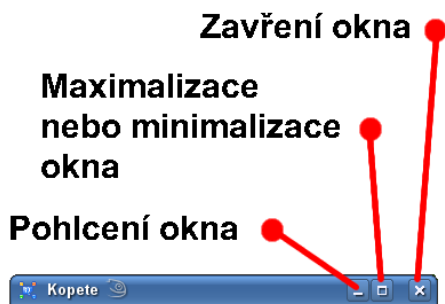 Zavření okna
Maximalizace
nebo minimalizace
okna
Pohlcení okna
Kopete